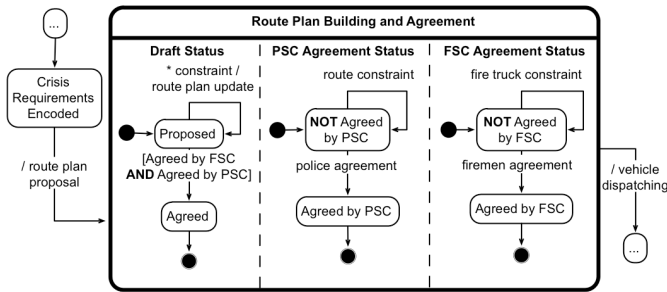 ...
Crisis
Requirements
Encoded
/ route plan
proposal
Route Plan Building and Agreement
Draft Status
* constraint /
route plan update
Proposed
[Agreed by FSC
AND Agreed by PSC]
Agreed
PSC Agreement Status
route constraint
NOT Agreed
by PSC
police agreement
Agreed by PSC
FSC Agreement Status
fire truck constraint
NOT Agreed
by FSC
firemen agreement
Agreed by FSC
/ vehicle
dispatching
...